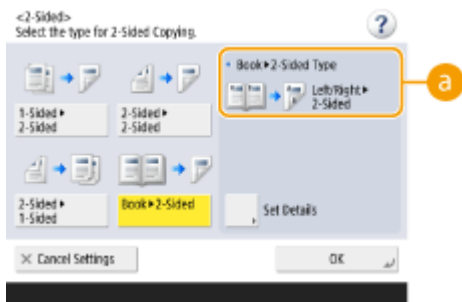 <2-Sided>
Select the type for 2-Sided Copying.
?
Book▶2-Sided Type
Left/Right▶
2-Sided
a
1-Sided▶
2-Sided
2-Sided▶
2-Sided
2-Sided▶
1-Sided
Book▶2-Sided
Set Details
× Cancel Settings
OK